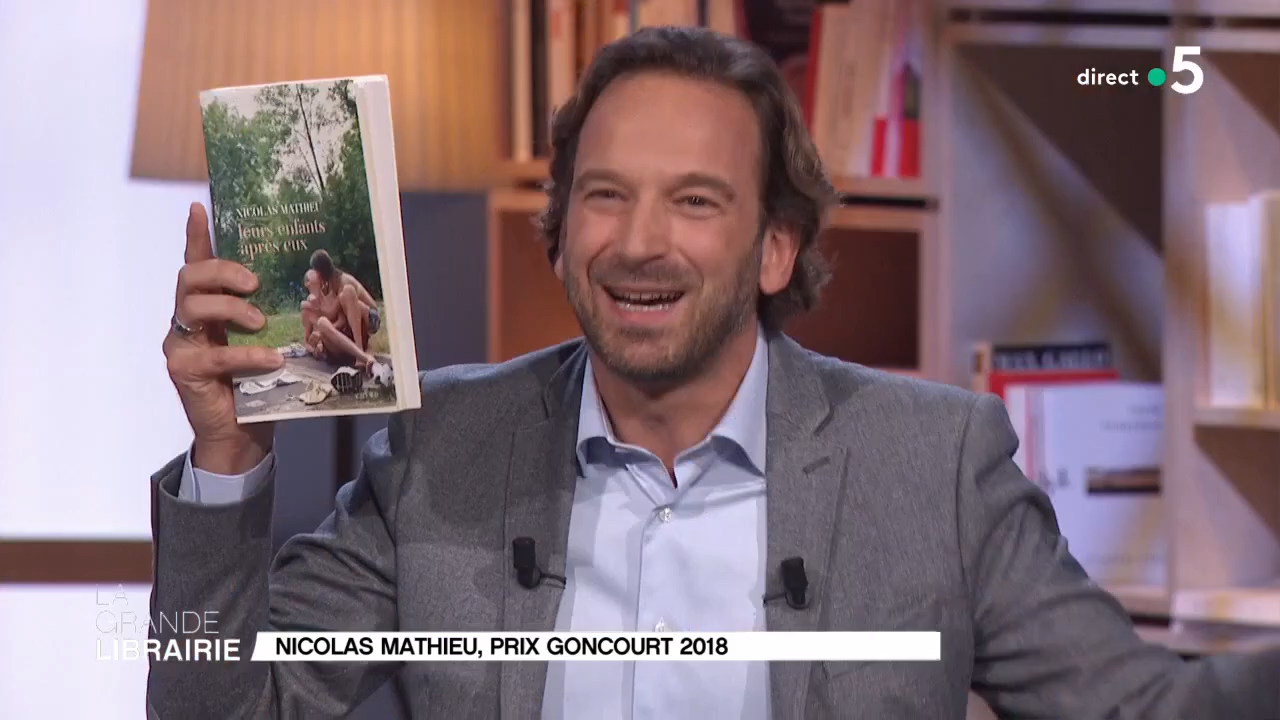 direct 5
NICOLAS MATHIEU
leurs enfants
après eux
LA
GRANDE
LIBRAIRIE
NICOLAS MATHIEU, PRIX GONCOURT 2018